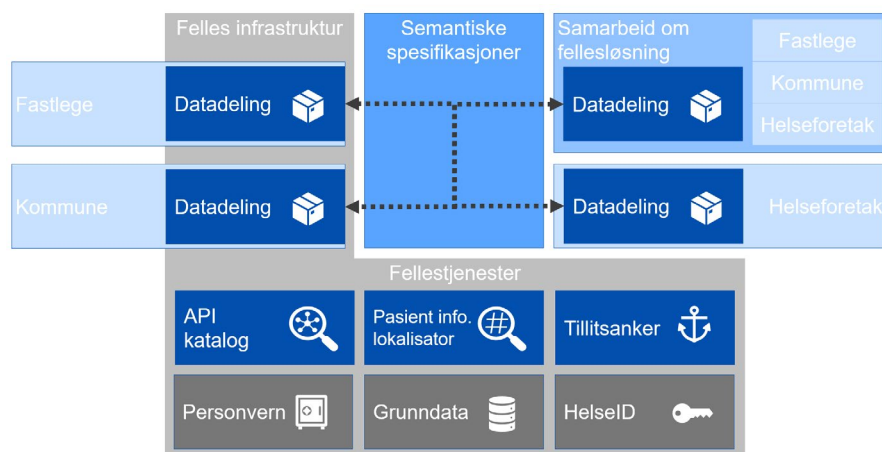 Felles infrastruktur
Semantiske
spesifikasjoner
Samarbeid om
fellesløsning
Fastlege
Kommune
Helseforetak
Fastlege
Datadeling
Datadeling
Kommune
Datadeling
Datadeling
Helseforetak
Fellestjenester
API
katalog
Pasient info.
lokalisator
Tillitsanker
Personvern
Grunndata
HelseID